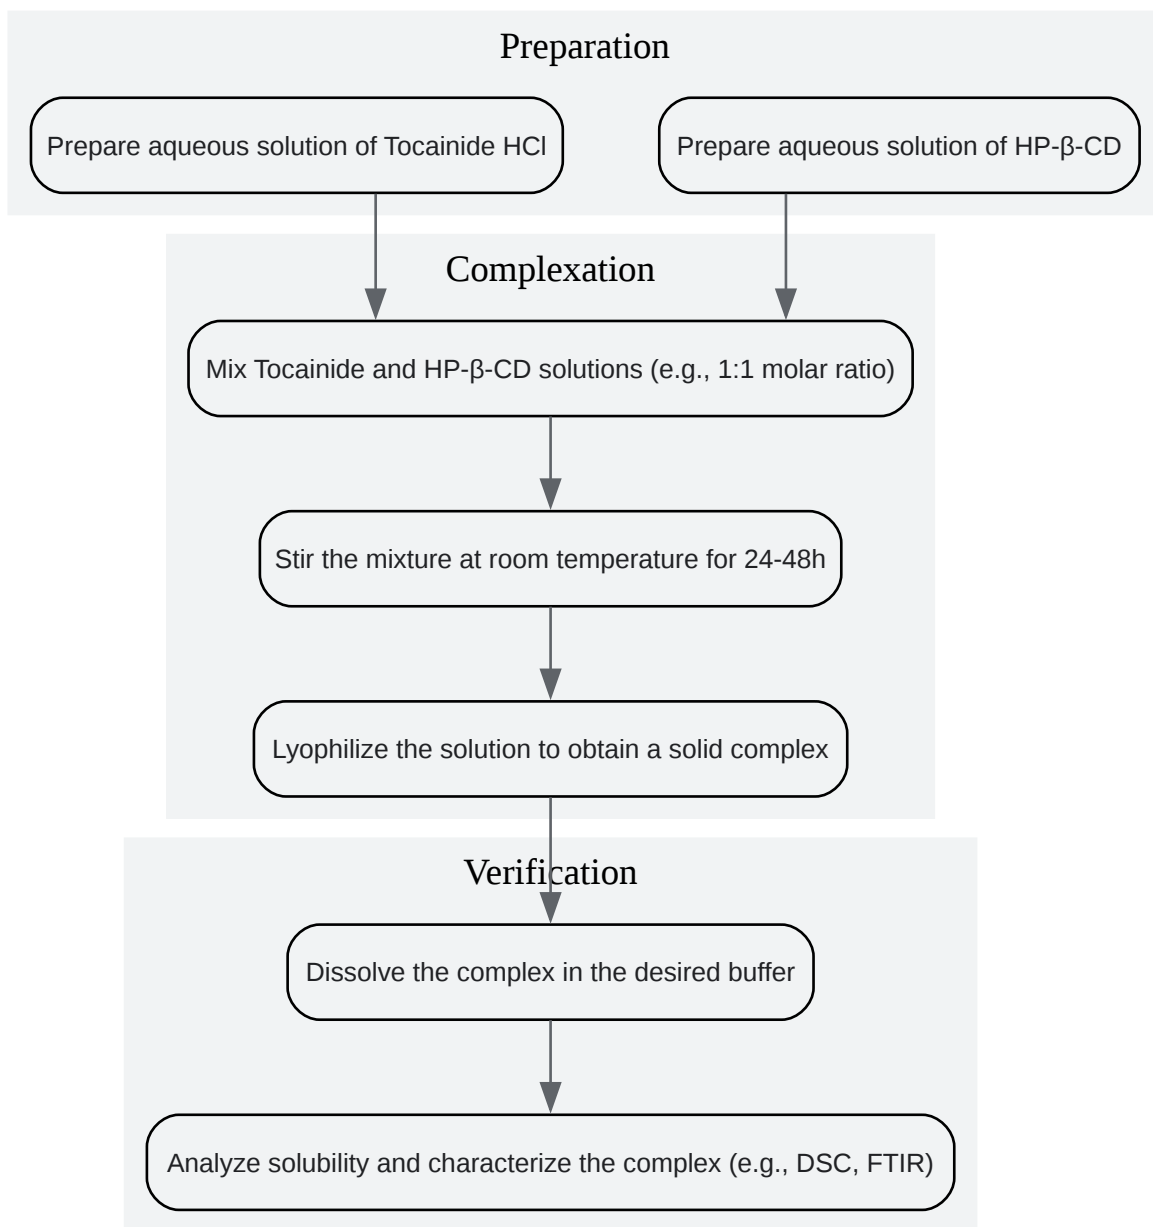 Preparation
Prepare aqueous solution of Tocainide HCl
Prepare aqueous solution of HP-β-CD
Complexation
Mix Tocainide and HP-β-CD solutions (e.g., 1:1 molar ratio)
Stir the mixture at room temperature for 24-48h
Lyophilize the solution to obtain a solid complex
Verification
Dissolve the complex in the desired buffer
Analyze solubility and characterize the complex (e.g., DSC, FTIR)